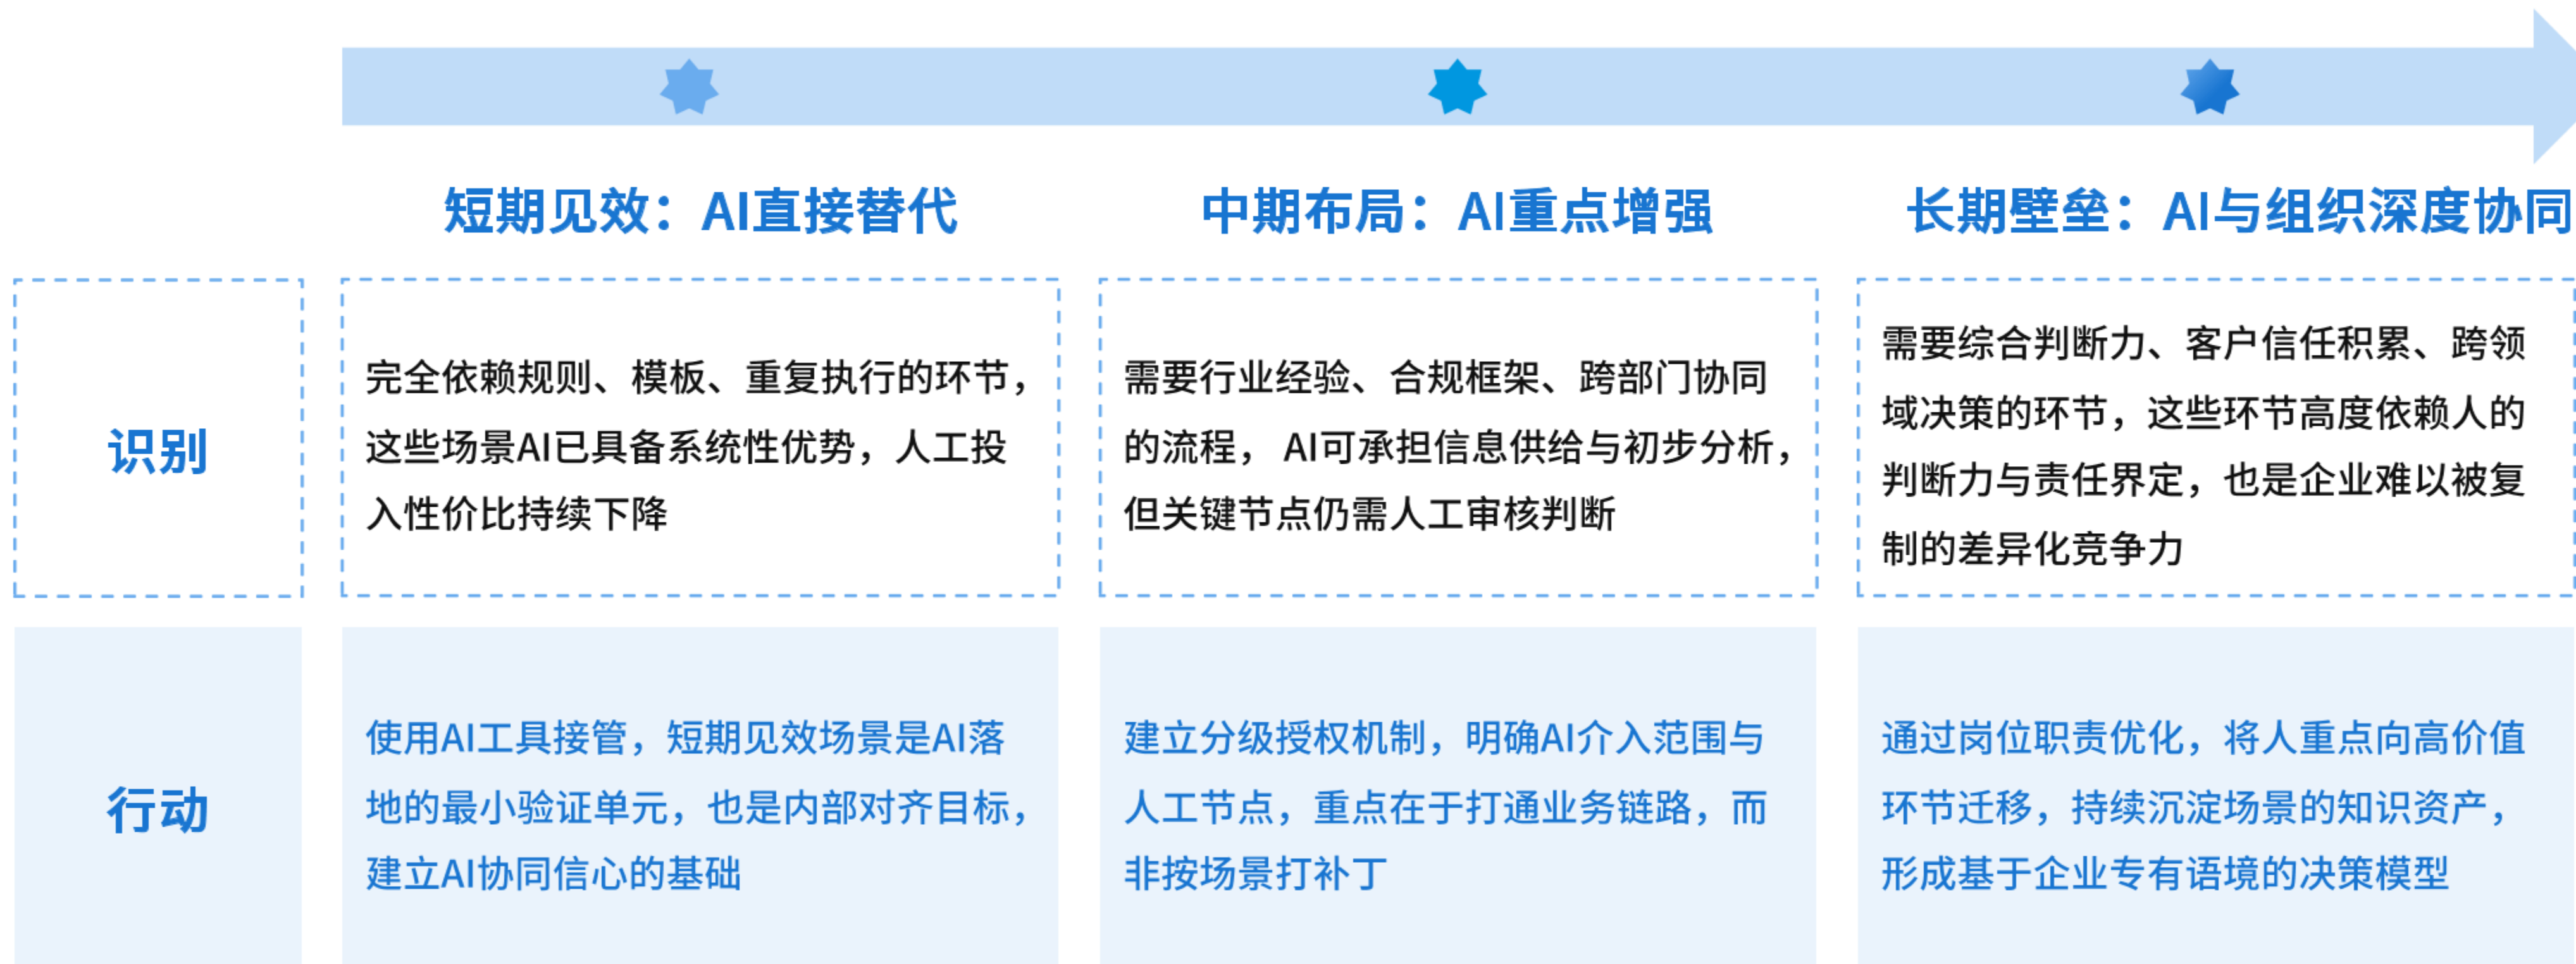 短期见效：AI直接替代
中期布局：AI重点增强
长期壁垒：AI与组织深度协同
识别
完全依赖规则、模板、重复执行的环节，
这些场景AI已具备系统性优势，人工投
入性价比持续下降
需要行业经验、合规框架、跨部门协同
的流程， AI可承担信息供给与初步分析，
但关键节点仍需人工审核判断
需要综合判断力、客户信任积累、跨领
域决策的环节，这些环节高度依赖人的
判断力与责任界定，也是企业难以被复
制的差异化竞争力
行动
使用AI工具接管，短期见效场景是AI落
地的最小验证单元，也是内部对齐目标，
建立AI协同信心的基础
建立分级授权机制，明确AI介入范围与
人工节点，重点在于打通业务链路，而
非按场景打补丁
通过岗位职责优化，将人重点向高价值
环节迁移，持续沉淀场景的知识资产，
形成基于企业专有语境的决策模型